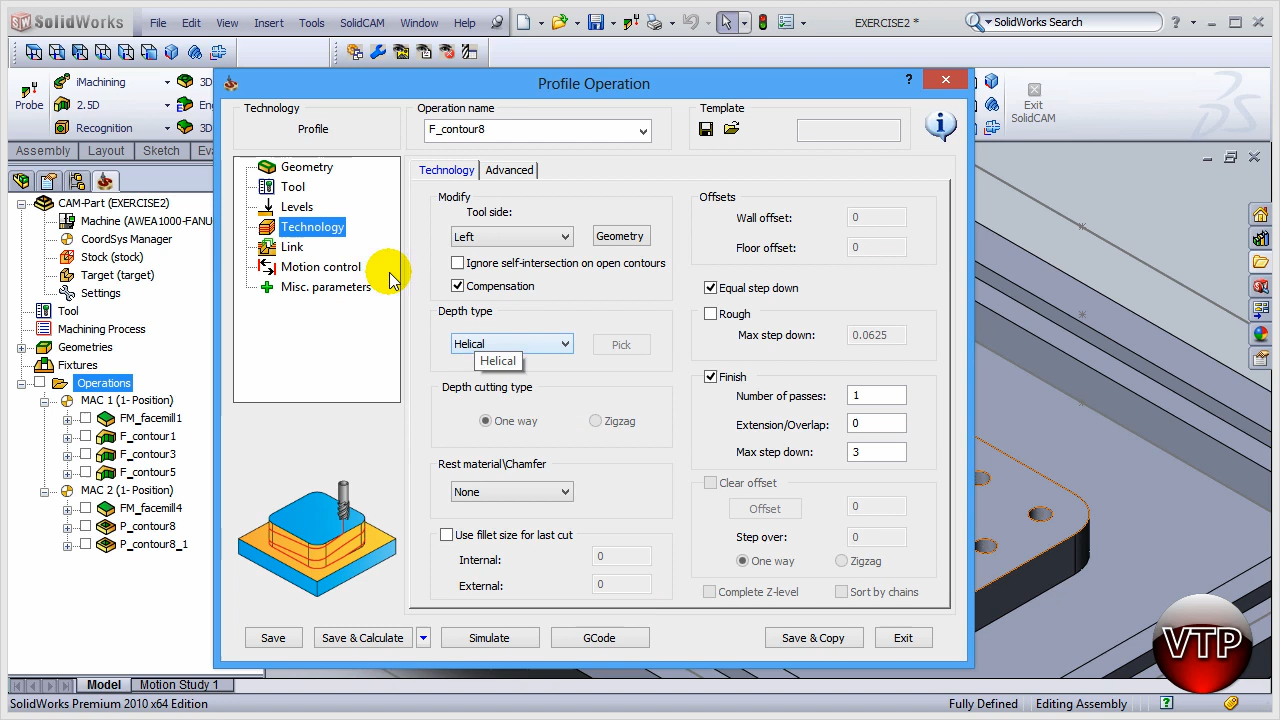 SolidWorks
File Edit View Insert Tools SolidCAM Window Help
EXERCISE2 *
SolidWorks Search
Probe
iMachining
2.5D
Recognition
3D
En
3D
Exit
SolidCAM
Assembly Layout Sketch Eva
CAM-Part (EXERCISE2)
Machine (AWEA1000-FANU
CoordSys Manager
Stock (stock)
Target (target)
Settings
Tool
Machining Process
Geometries
Fixtures
Operations
MAC 1 (1- Position)
FM_facemill1
F_contour1
F_contour3
F_contour5
MAC 2 (1- Position)
FM_facemill4
P_contour8
P_contour8_1
Profile Operation
?
Technology
Profile
Operation name
F_contour8
Template
Geometry
Tool
Levels
Technology
Link
Motion control
Misc. parameters
Technology Advanced
Modify
Tool side:
Left
Geometry
Ignore self-intersection on open contours
Compensation
Depth type
Helical
Pick
Helical
Depth cutting type
One way
Zigzag
Rest material\Chamfer
None
Use fillet size for last cut
Internal: 0
External: 0
Offsets
Wall offset: 0
Floor offset: 0
Equal step down
Rough
Max step down: 0.0625
Finish
Number of passes: 1
Extension/Overlap: 0
Max step down: 3
Clear offset
Offset
0
Step over: 0
One way
Zigzag
Complete Z-level
Sort by chains
Save
Save & Calculate
Simulate
GCode
Save & Copy
Exit
VTP
Model Motion Study 1
SolidWorks Premium 2010 x64 Edition
Fully Defined
Editing Assembly